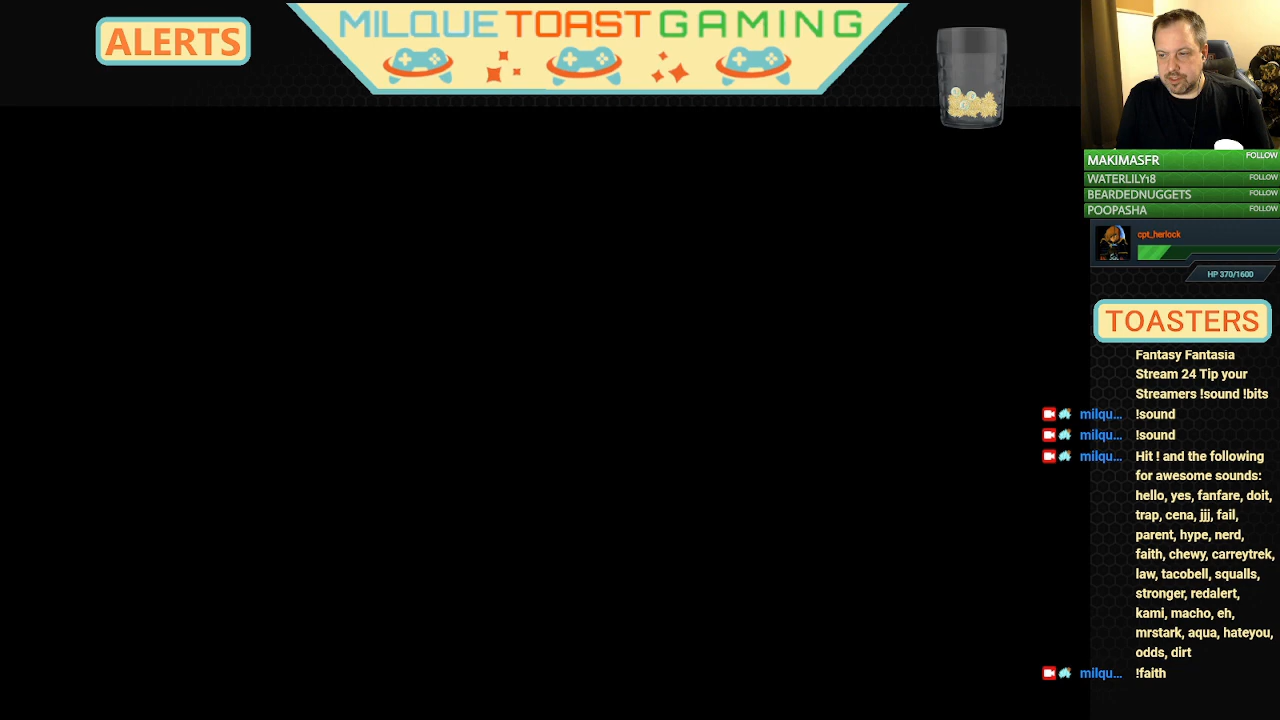 ALERTS
MILQUETOASTGAMING
MAKIMASFR FOLLOW
WATERLILY18 FOLLOW
BEARDEDNUGGETS FOLLOW
POOPASHA FOLLOW
cpt_herlock
HP 370/1600
TOASTERS
Fantasy Fantasia
Stream 24 Tip your
Streamers !sound !bits
milqu... !sound
milqu... !sound
milqu... Hit ! and the following
for awesome sounds:
hello, yes, fanfare, doit,
trap, cena, jjj, fail,
parent, hype, nerd,
faith, chewy, carreytrek,
law, tacobell, squalls,
stronger, redalert,
kami, macho, eh,
mrstark, aqua, hateyou,
odds, dirt
milqu... !faith